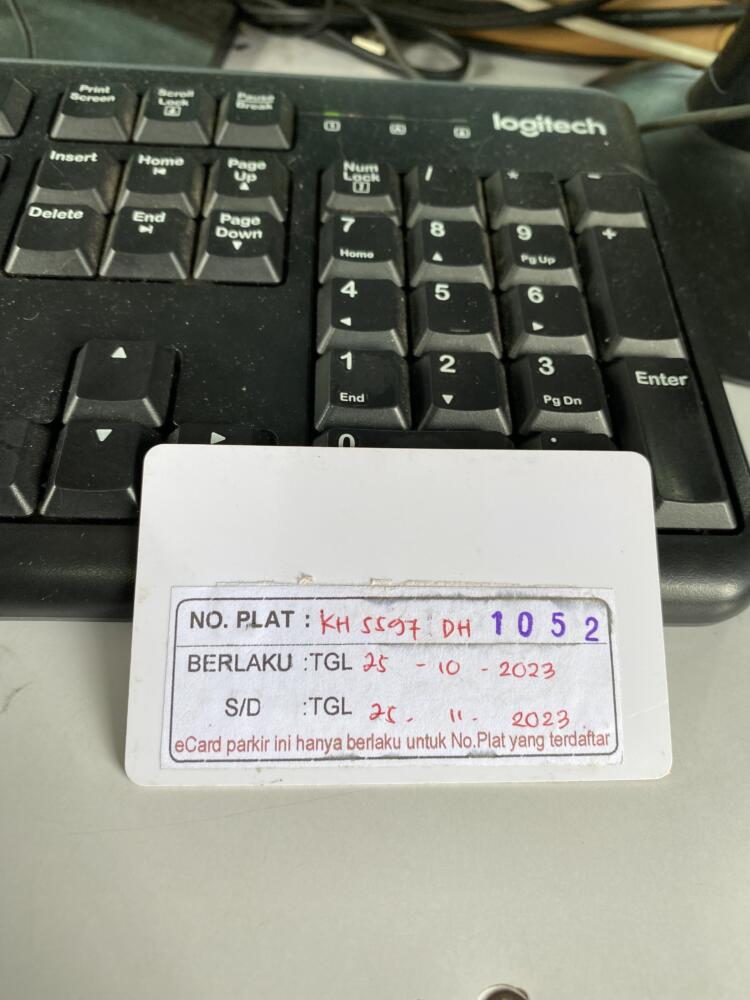 Print Screen Scroll Lock Pause Break
logitech
Insert Home Page Up Num Lock / * -
Delete End Page Down 7 Home 8 9 Pg Up +
4 5 6
1 End 2 3 Pg Dn Enter
0 .
NO. PLAT : KH 5597 DH 1052
BERLAKU :TGL 25 - 10 - 2023
S/D :TGL 25. 11. 2023
eCard parkir ini hanya berlaku untuk No.Plat yang terdaftar